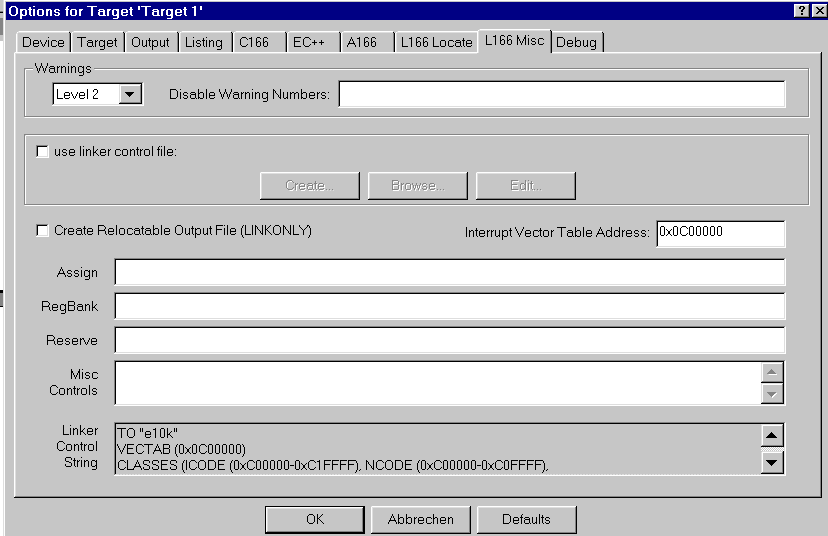 Options for Target 'Target 1'
Device Target Output Listing C166 EC++ A166 L166 Locate L166 Misc Debug
Warnings
Level 2 Disable Warning Numbers:
use linker control file:
Create... Browse... Edit...
Create Relocatable Output File (LINKONLY) Interrupt Vector Table Address: 0x0C00000
Assign
RegBank
Reserve
Misc
Controls
Linker
Control
String
TO "e10k"
VECTAB (0x0C00000)
CLASSES (ICODE (0xC00000-0xC1FFFF), NCODE (0xC00000-0xC0FFFF),
OK Abbrechen Defaults